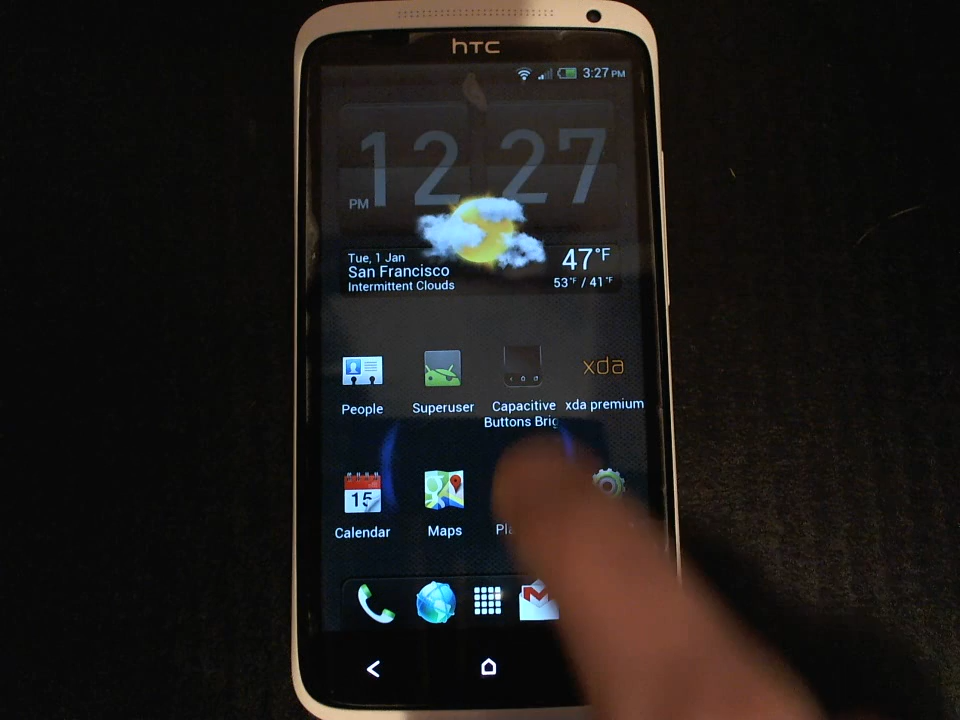 hTC
3:27 PM
12 27
PM
Tue, 1 Jan
San Francisco
Intermittent Clouds
47°F
53°F / 41°F
People
Superuser
Capacitive
Buttons Brig
xda
xda premium
15
Calendar
Maps
Pla